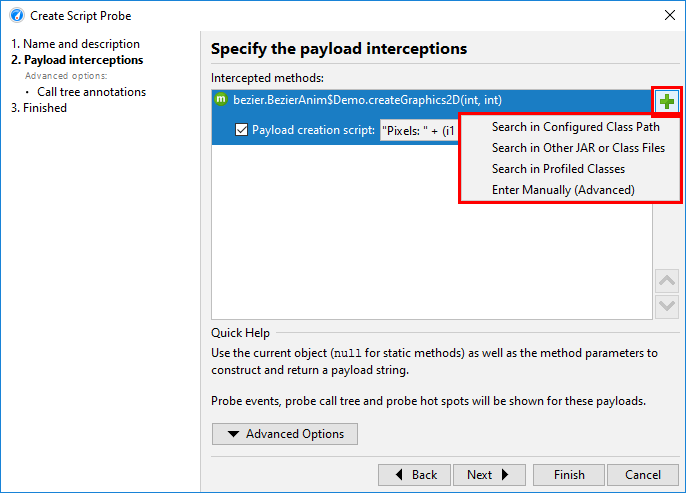 Create Script Probe
1. Name and description
2. Payload interceptions
Advanced options:
• Call tree annotations
3. Finished
Specify the payload interceptions
Intercepted methods:
m bezier.BezierAnim$Demo.createGraphics2D(int, int)
Payload creation script: "Pixels: " + (i1
Search in Configured Class Path
Search in Other JAR or Class Files
Search in Profiled Classes
Enter Manually (Advanced)
Quick Help
Use the current object (null for static methods) as well as the method parameters to
construct and return a payload string.
Probe events, probe call tree and probe hot spots will be shown for these payloads.
Advanced Options
Back Next Finish Cancel